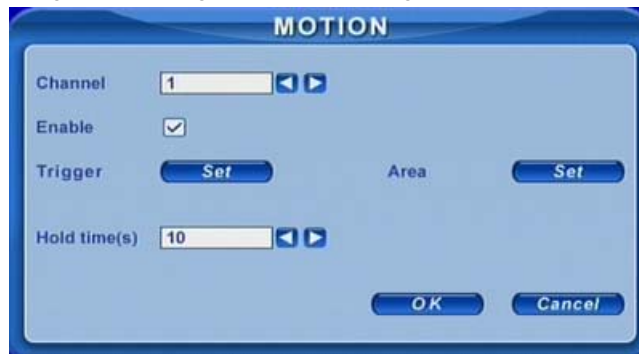 MOTION
Channel 1
Enable
Trigger Set Area Set
Hold time(s) 10
OK Cancel